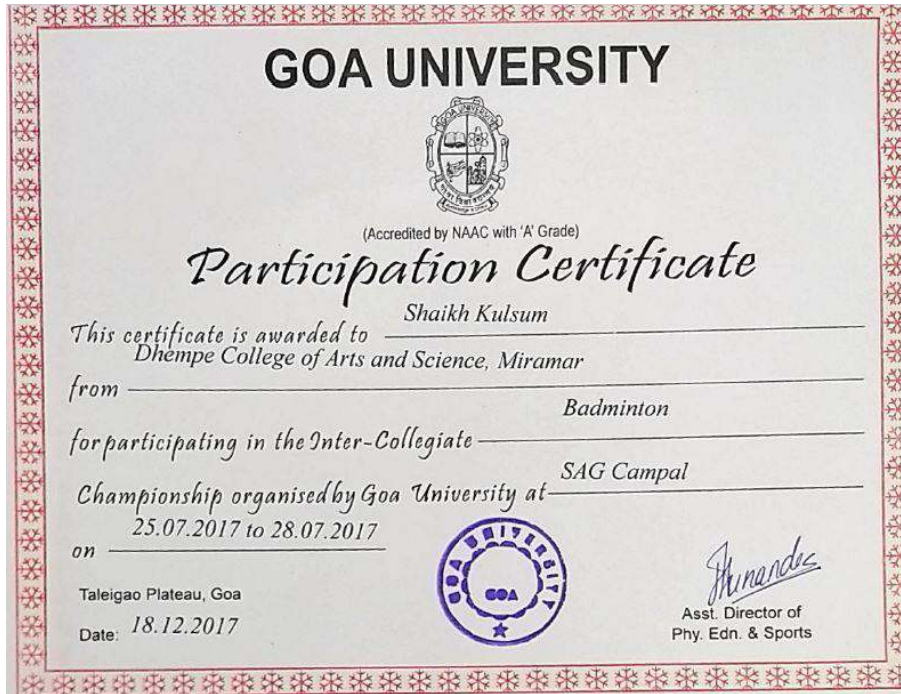 GOA UNIVERSITY
GOA UNIVERSITY
(Accredited by NAAC with 'A' Grade)
Participation Certificate
This certificate is awarded to Shaikh Kulsum
from Dhempe College of Arts and Science, Miramar
for participating in the Inter-Collegiate Badminton
Championship organised by Goa University at SAG Campal
on 25.07.2017 to 28.07.2017
Taleigao Plateau, Goa
Date: 18.12.2017
GOA UNIVERSITY
GOA
Asst. Director of
Phy. Edn. & Sports